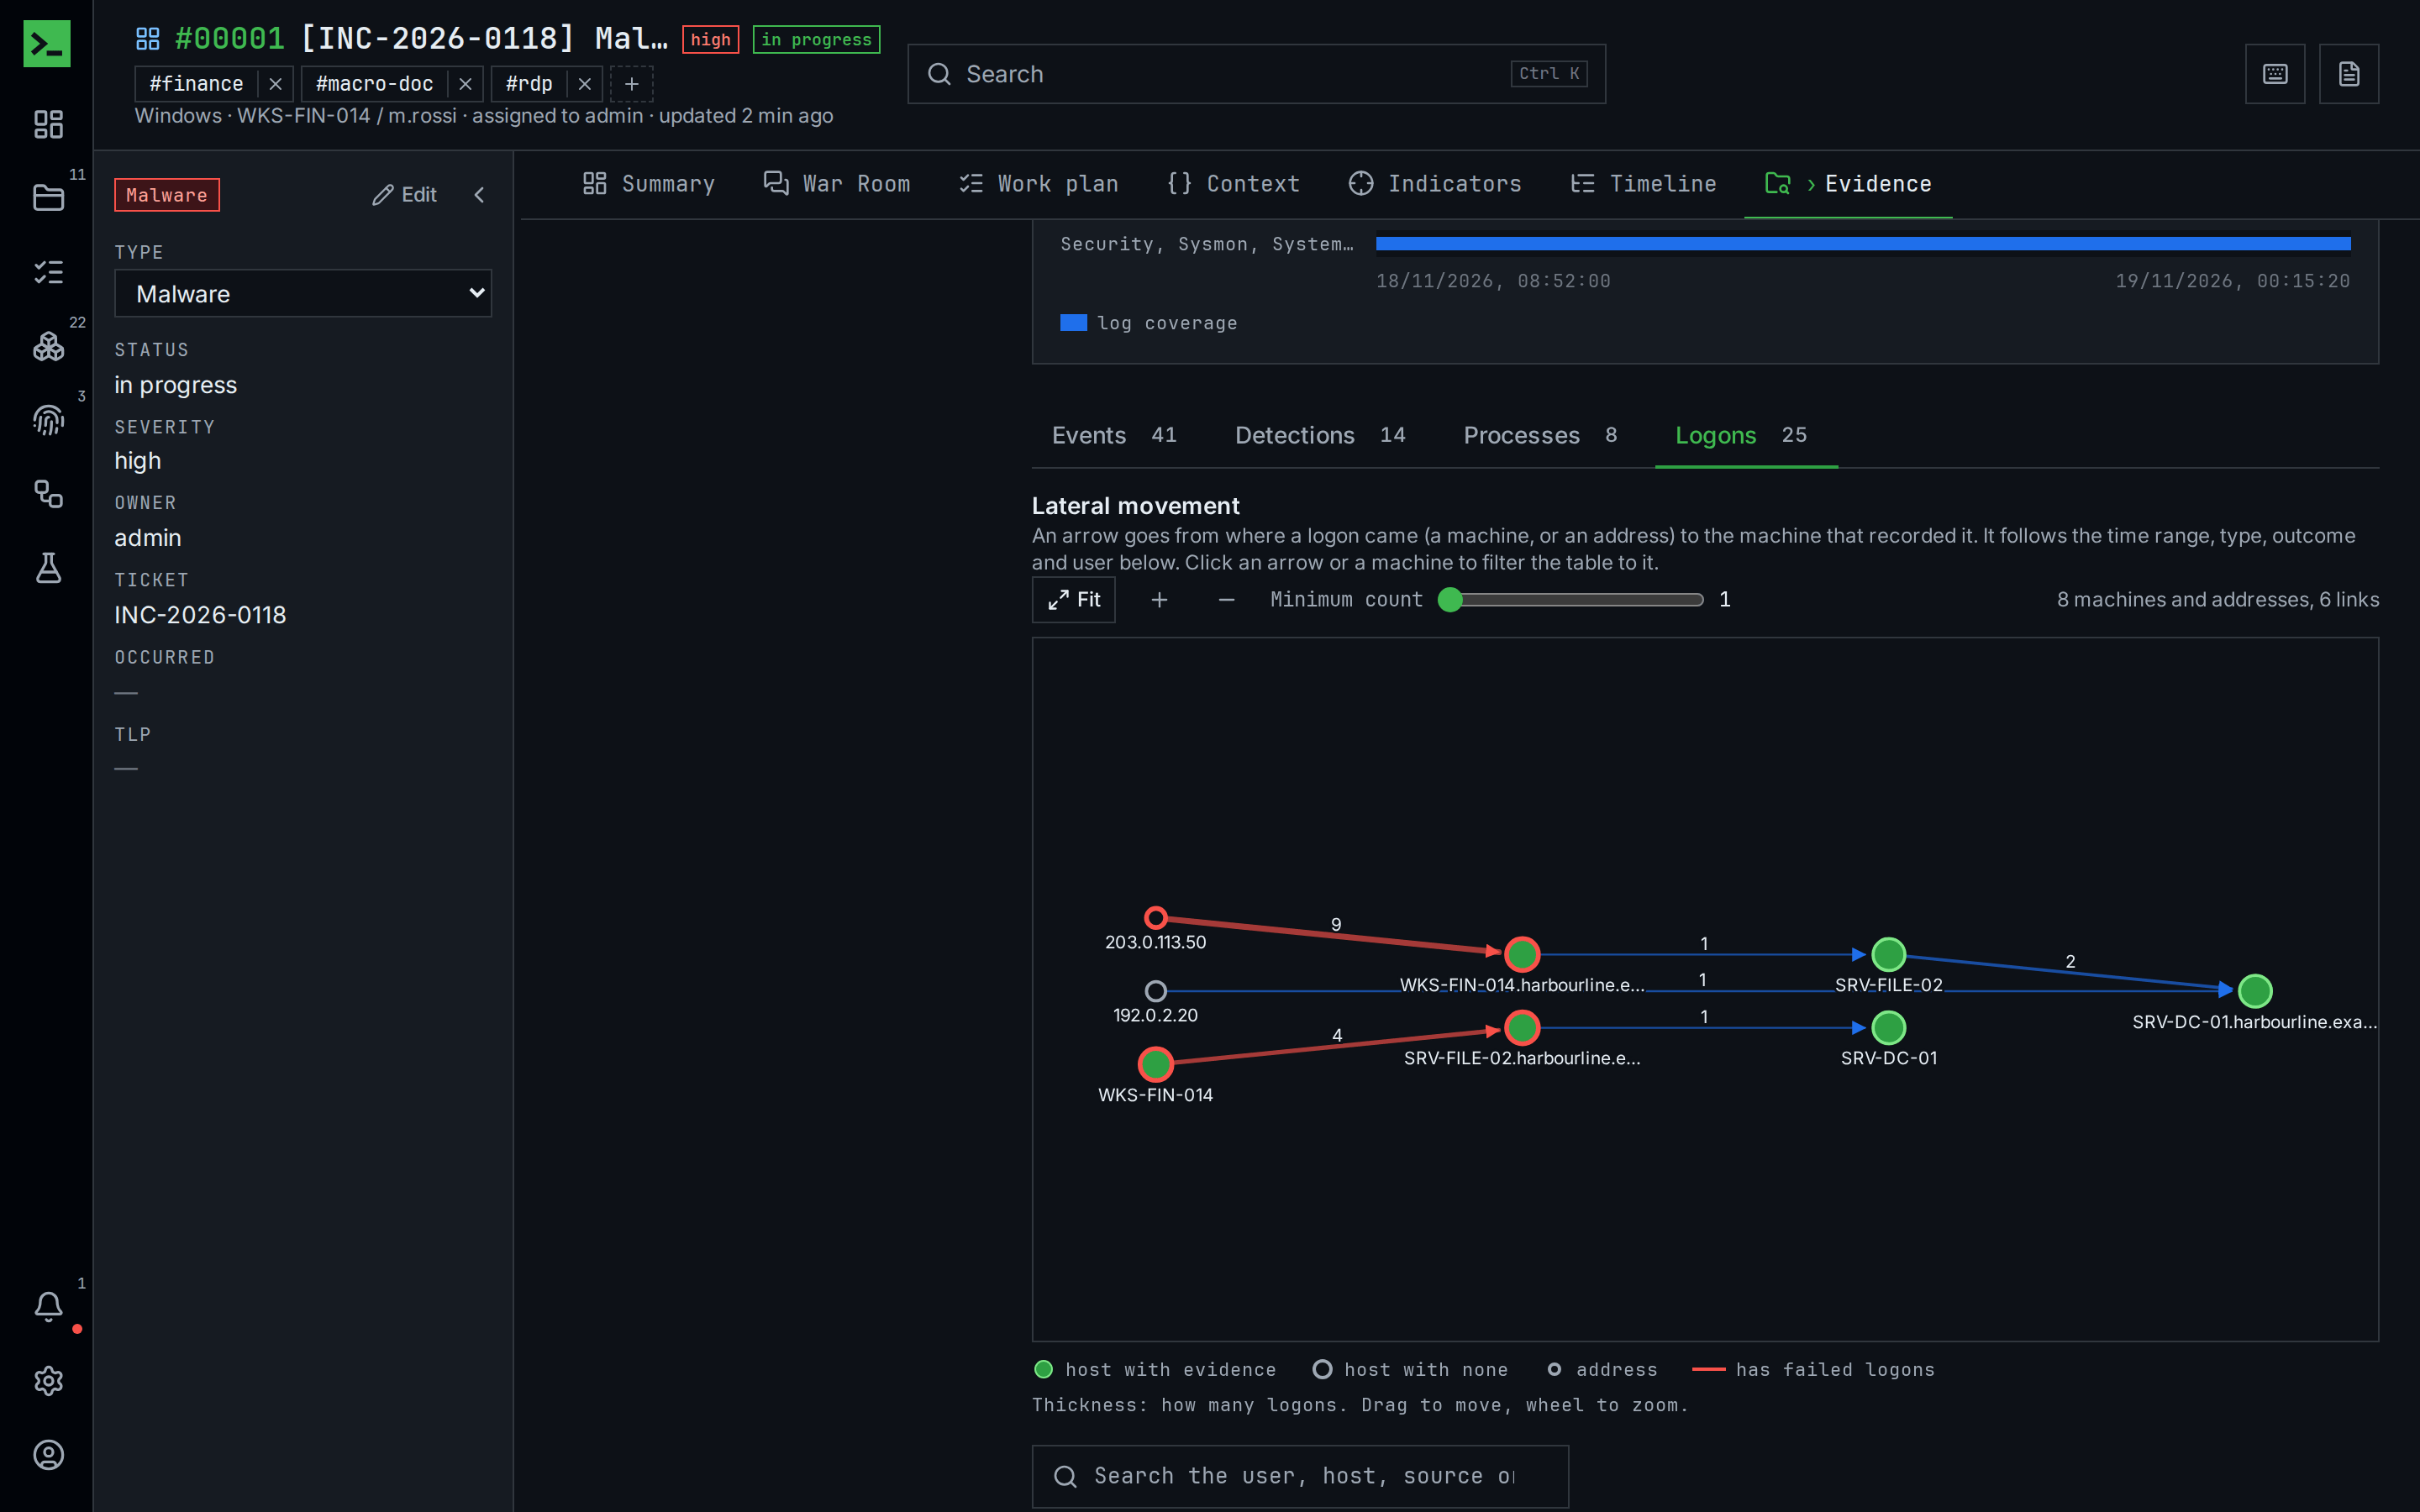 #00001 [INC-2026-0118] Mal… high in progress
#finance #macro-doc #rdp
Windows · WKS-FIN-014 / m.rossi · assigned to admin · updated 2 min ago
Search Ctrl K
11
22
3
1
Malware Edit
TYPE
Malware
STATUS
in progress
SEVERITY
high
OWNER
admin
TICKET
INC-2026-0118
OCCURRED
—
TLP
—
Summary War Room Work plan {} Context Indicators Timeline › Evidence
Security, Sysmon, System…
18/11/2026, 08:52:00 19/11/2026, 00:15:20
log coverage
Events 41 Detections 14 Processes 8 Logons 25
Lateral movement
An arrow goes from where a logon came (a machine, or an address) to the machine that recorded it. It follows the time range, type, outcome
and user below. Click an arrow or a machine to filter the table to it.
Fit + − Minimum count 1 8 machines and addresses, 6 links
9
203.0.113.50
1
2
WKS-FIN-014.harbourline.e…
1
SRV-FILE-02
192.0.2.20
SRV-DC-01.harbourline.exa…
4
1
SRV-FILE-02.harbourline.e…
SRV-DC-01
WKS-FIN-014
host with evidence host with none address has failed logons
Thickness: how many logons. Drag to move, wheel to zoom.
Search the user, host, source